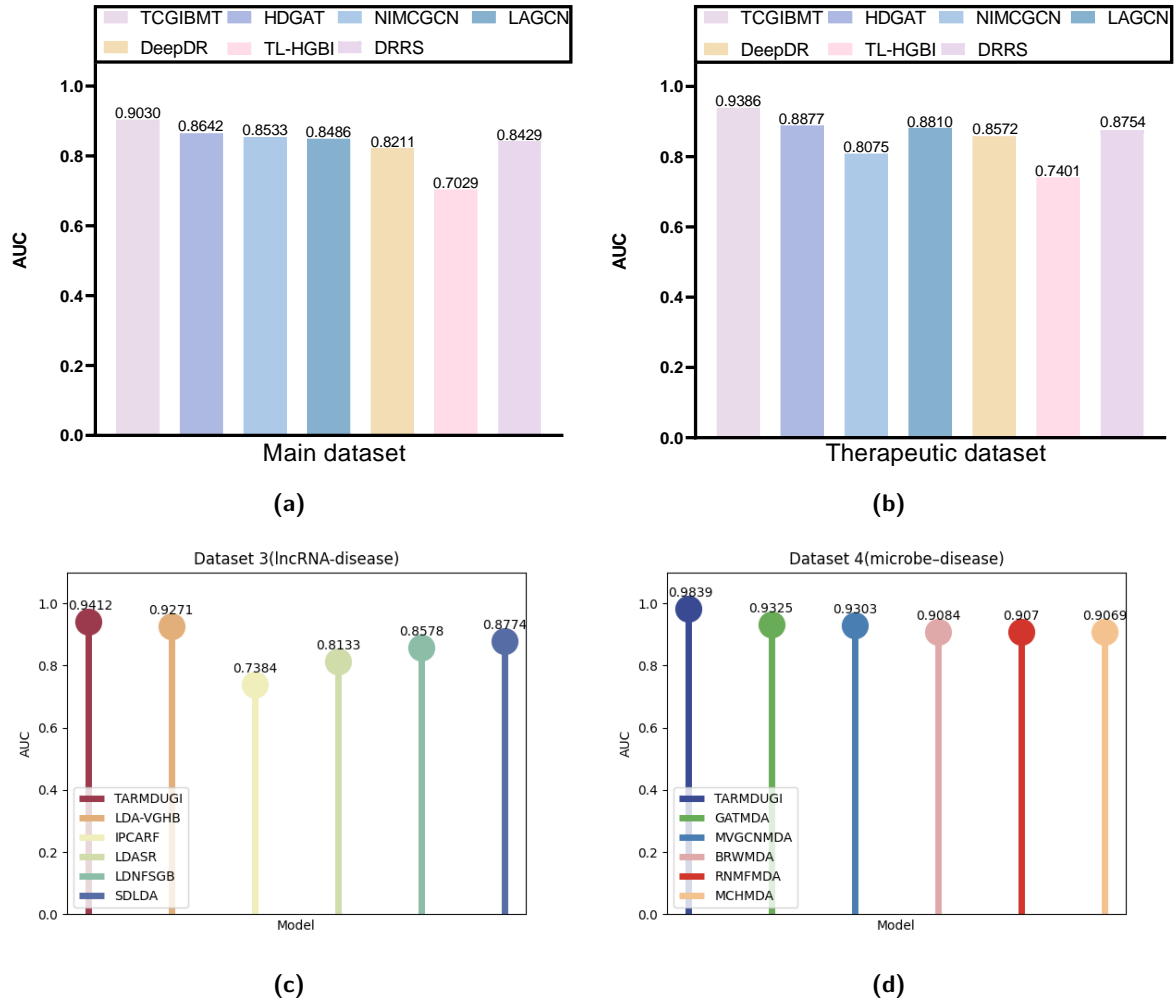 TCGIBMT HDGAT NIMCGCN LAGCN
DeepDR TL-HGBI DRRS
1.0
0.8
0.6
0.4
0.2
0.0
AUC
0.9030 0.8642 0.8533 0.8486 0.8211 0.7029 0.8429
Main dataset
(a)
TCGIBMT HDGAT NIMCGCN LAGCN
DeepDR TL-HGBI DRRS
1.0
0.8
0.6
0.4
0.2
0.0
AUC
0.9386 0.8877 0.8075 0.8810 0.8572 0.7401 0.8754
Therapeutic dataset
(b)
Dataset 3(lncRNA-disease)
1.0
0.8
0.6
0.4
0.2
0.0
AUC
0.9412 0.9271 0.7384 0.8133 0.8578 0.8774
TARMDUGI
LDA-VGHB
IPCARF
LDASR
LDNFSGB
SDLDA
Model
(c)
Dataset 4(microbe–disease)
1.0
0.8
0.6
0.4
0.2
0.0
AUC
0.9839 0.9325 0.9303 0.9084 0.907 0.9069
TARMDUGI
GATMDA
MVGCNMDA
BRWMDA
RNMFMDA
MCHMDA
Model
(d)